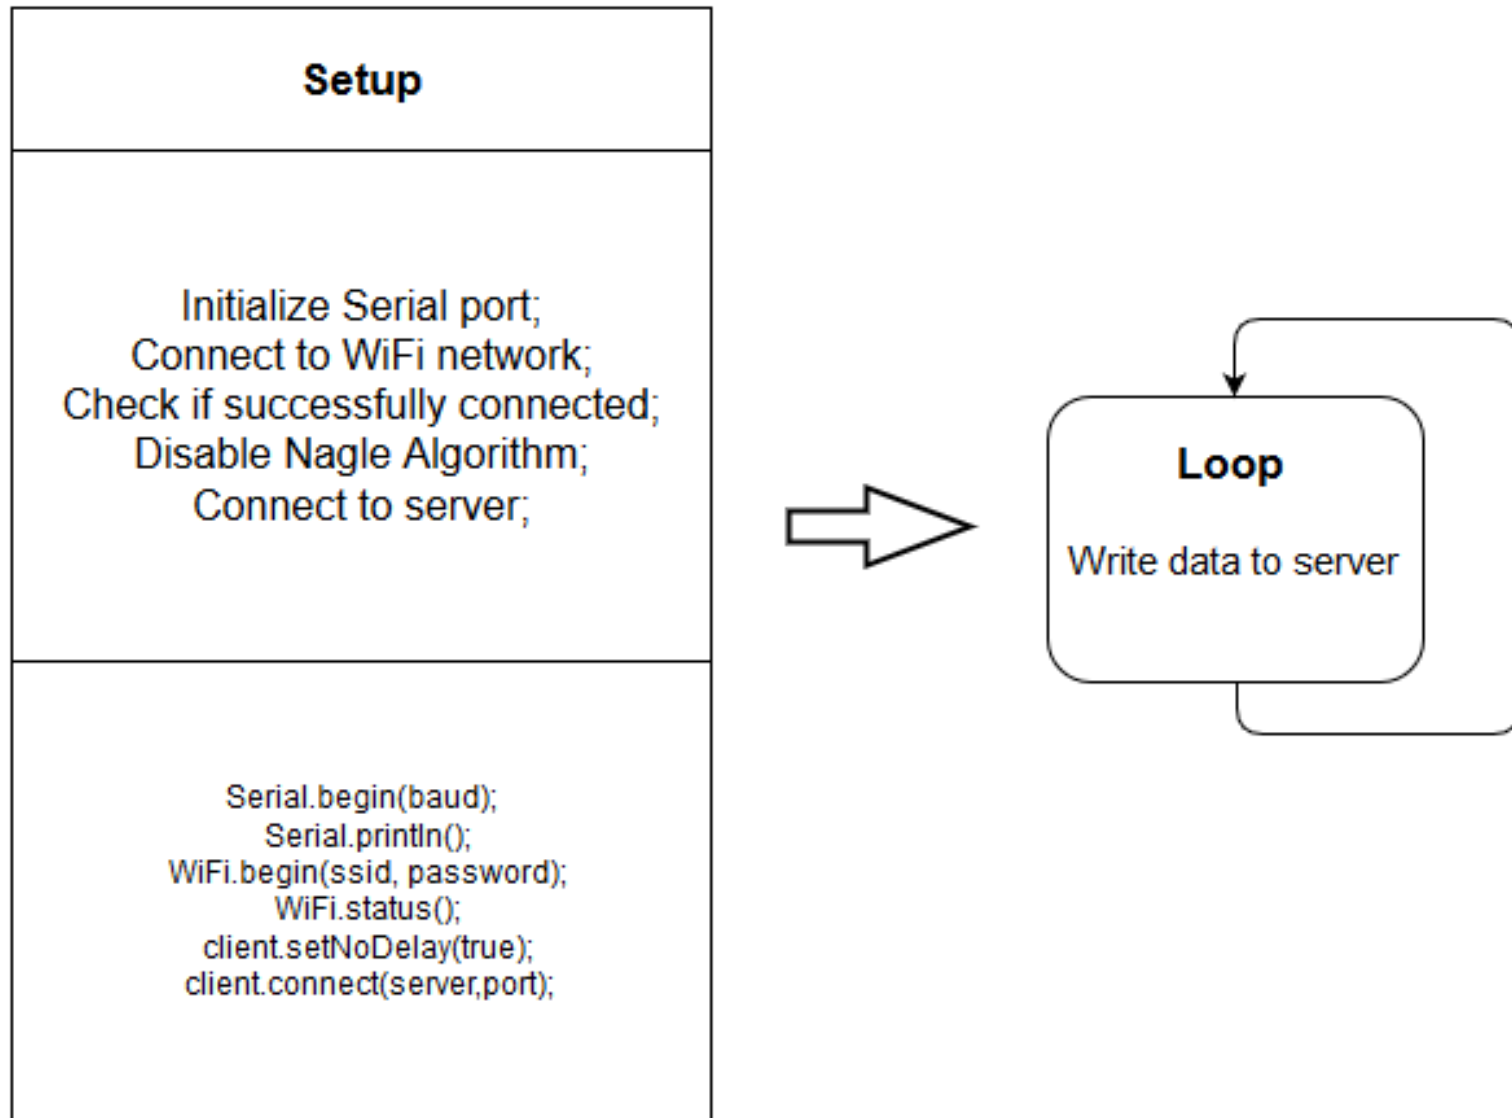 Setup
Initialize Serial port;
Connect to WiFi network;
Check if successfully connected;
Disable Nagle Algorithm;
Connect to server;
Serial.begin(baud);
Serial.println();
WiFi.begin(ssid, password);
WiFi.status();
client.setNoDelay(true);
client.connect(server,port);
Loop
Write data to server